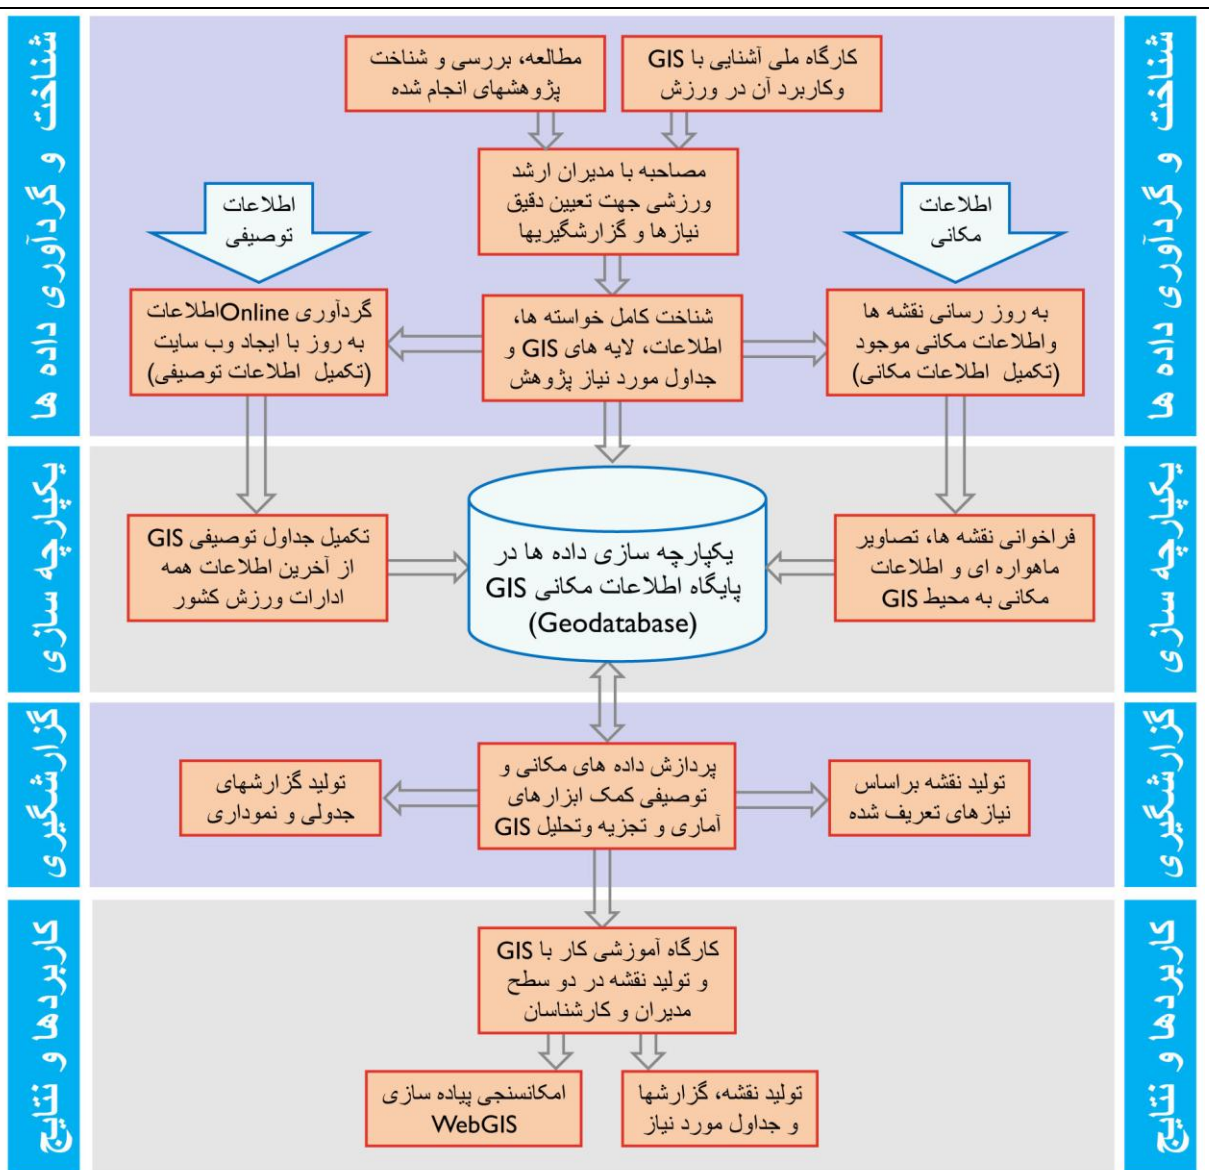 شناخت و گردآوری داده ها
کارگاه ملی آشنایی با GIS
وکاربرد آن در ورزش
مطالعه، بررسی و شناخت
پژوهشهای انجام شده
مصاحبه با مدیران ارشد
ورزشی جهت تعیین دقیق
نیازها و گزارشگیریها
اطلاعات
مکانی
اطلاعات
توصیفی
به روز رسانی نقشه ها
واطلاعات مکانی موجود
(تکمیل اطلاعات مکانی)
شناخت کامل خواسته ها،
اطلاعات، لایه های GIS و
جداول مورد نیاز پژوهش
گردآوری Onlineاطلاعات
به روز با ایجاد وب سایت
(تکمیل اطلاعات توصیفی)
شناخت و گردآوری داده ها
یکپارچه سازی
فراخوانی نقشه ها، تصاویر
ماهواره ای و اطلاعات
مکانی به محیط GIS
یکپارچه سازی داده ها در
پایگاه اطلاعات مکانی GIS
(Geodatabase)
تکمیل جداول توصیفی GIS
از آخرین اطلاعات همه
ادارات ورزش کشور
یکپارچه سازی
گزارشگیری
تولید نقشه براساس
نیازهای تعریف شده
پردازش داده های مکانی و
توصیفی کمک ابزارهای
آماری و تجزیه وتحلیل GIS
تولید گزارشهای
جدولی و نموداری
گزارشگیری
کاربردها و نتایج
کارگاه آموزشی کار با GIS
و تولید نقشه در دو سطح
مدیران و کارشناسان
تولید نقشه، گزارشها
و جداول مورد نیاز
امکانسنجی پیاده سازی
WebGIS
کاربردها و نتایج